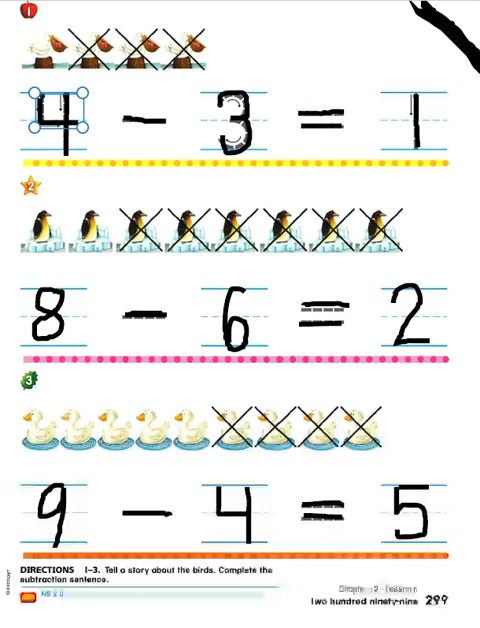 1
4 - 3 = 1
2
8 - 6 = 2
3
9 - 4 = 5
DIRECTIONS 1–3. Tell a story about the birds. Complete the
subtraction sentence.
two hundred ninety-nine 299